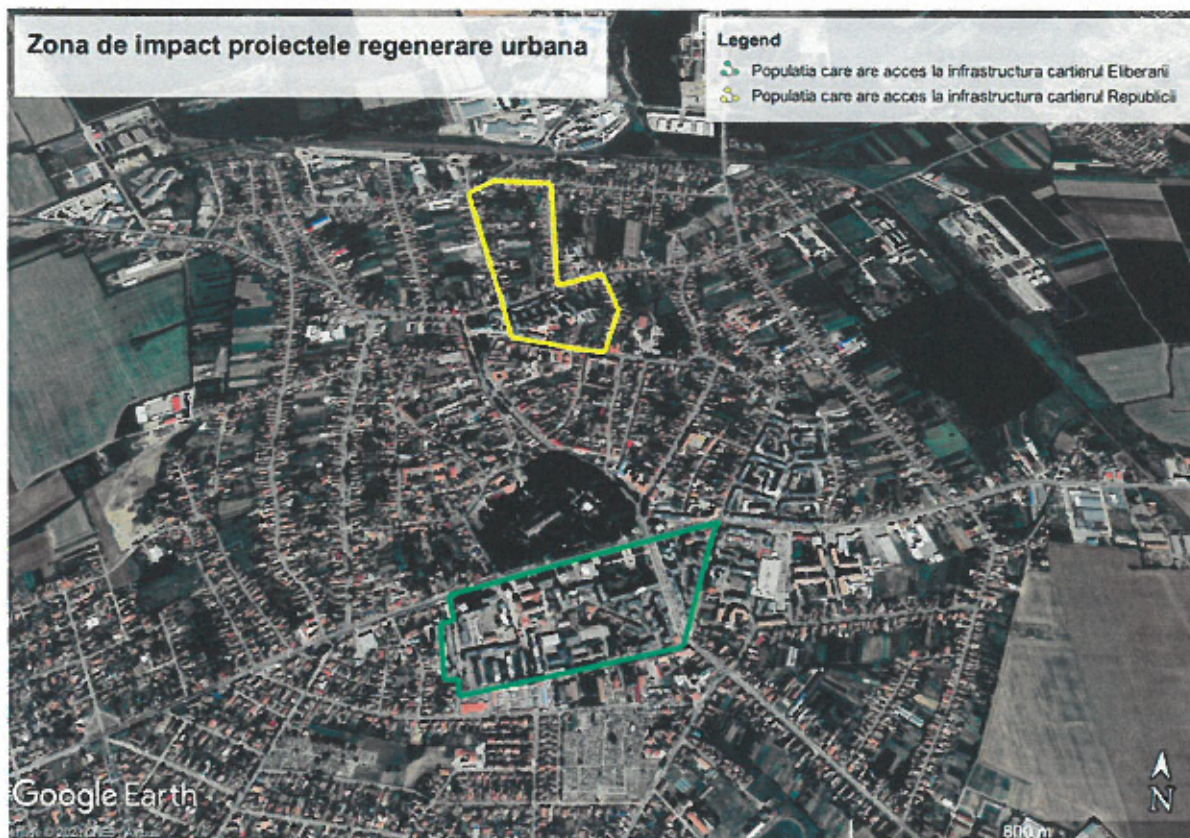 Zona de impact proiectele regenerare urbana
Legend
Populatia care are acces la infrastructura cartierul Eliberarii
Populatia care are acces la infrastructura cartierul Republicii
Google Earth
N
800 m